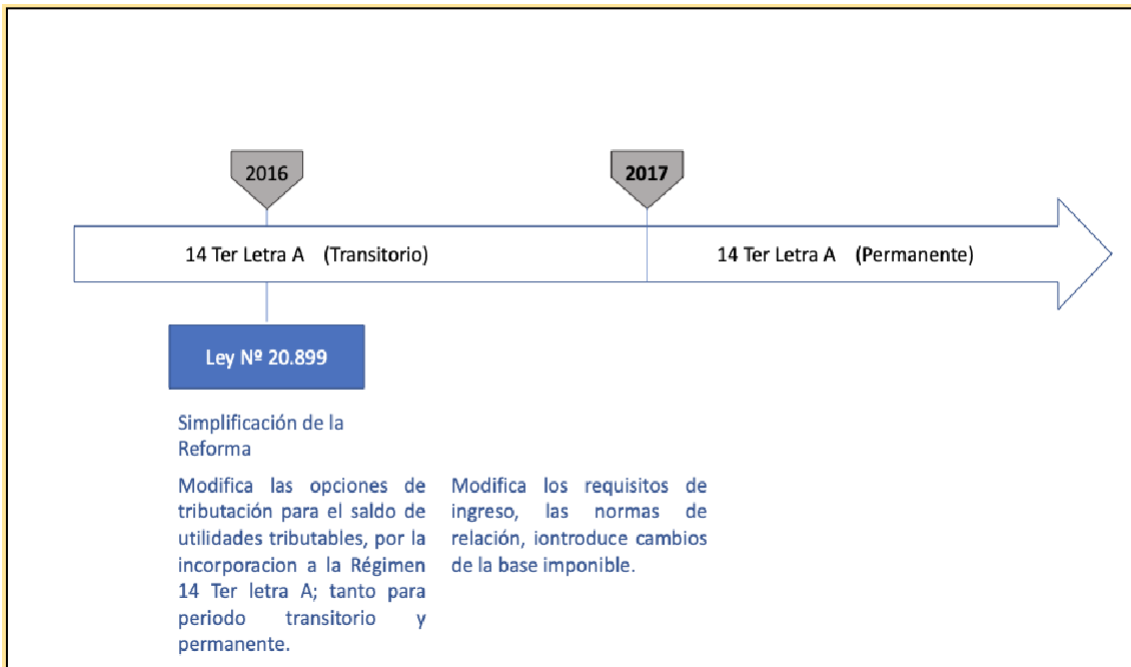 2016
2017
14 Ter Letra A (Transitorio)
14 Ter Letra A (Permanente)
Ley Nº 20.899
Simplificación de la
Reforma
Modifica las opciones de
tributación para el saldo de
utilidades tributables, por la
incorporacion a la Régimen
14 Ter letra A; tanto para
periodo transitorio y
permanente.
Modifica los requisitos de
ingreso, las normas de
relación, iontroduce cambios
de la base imponible.